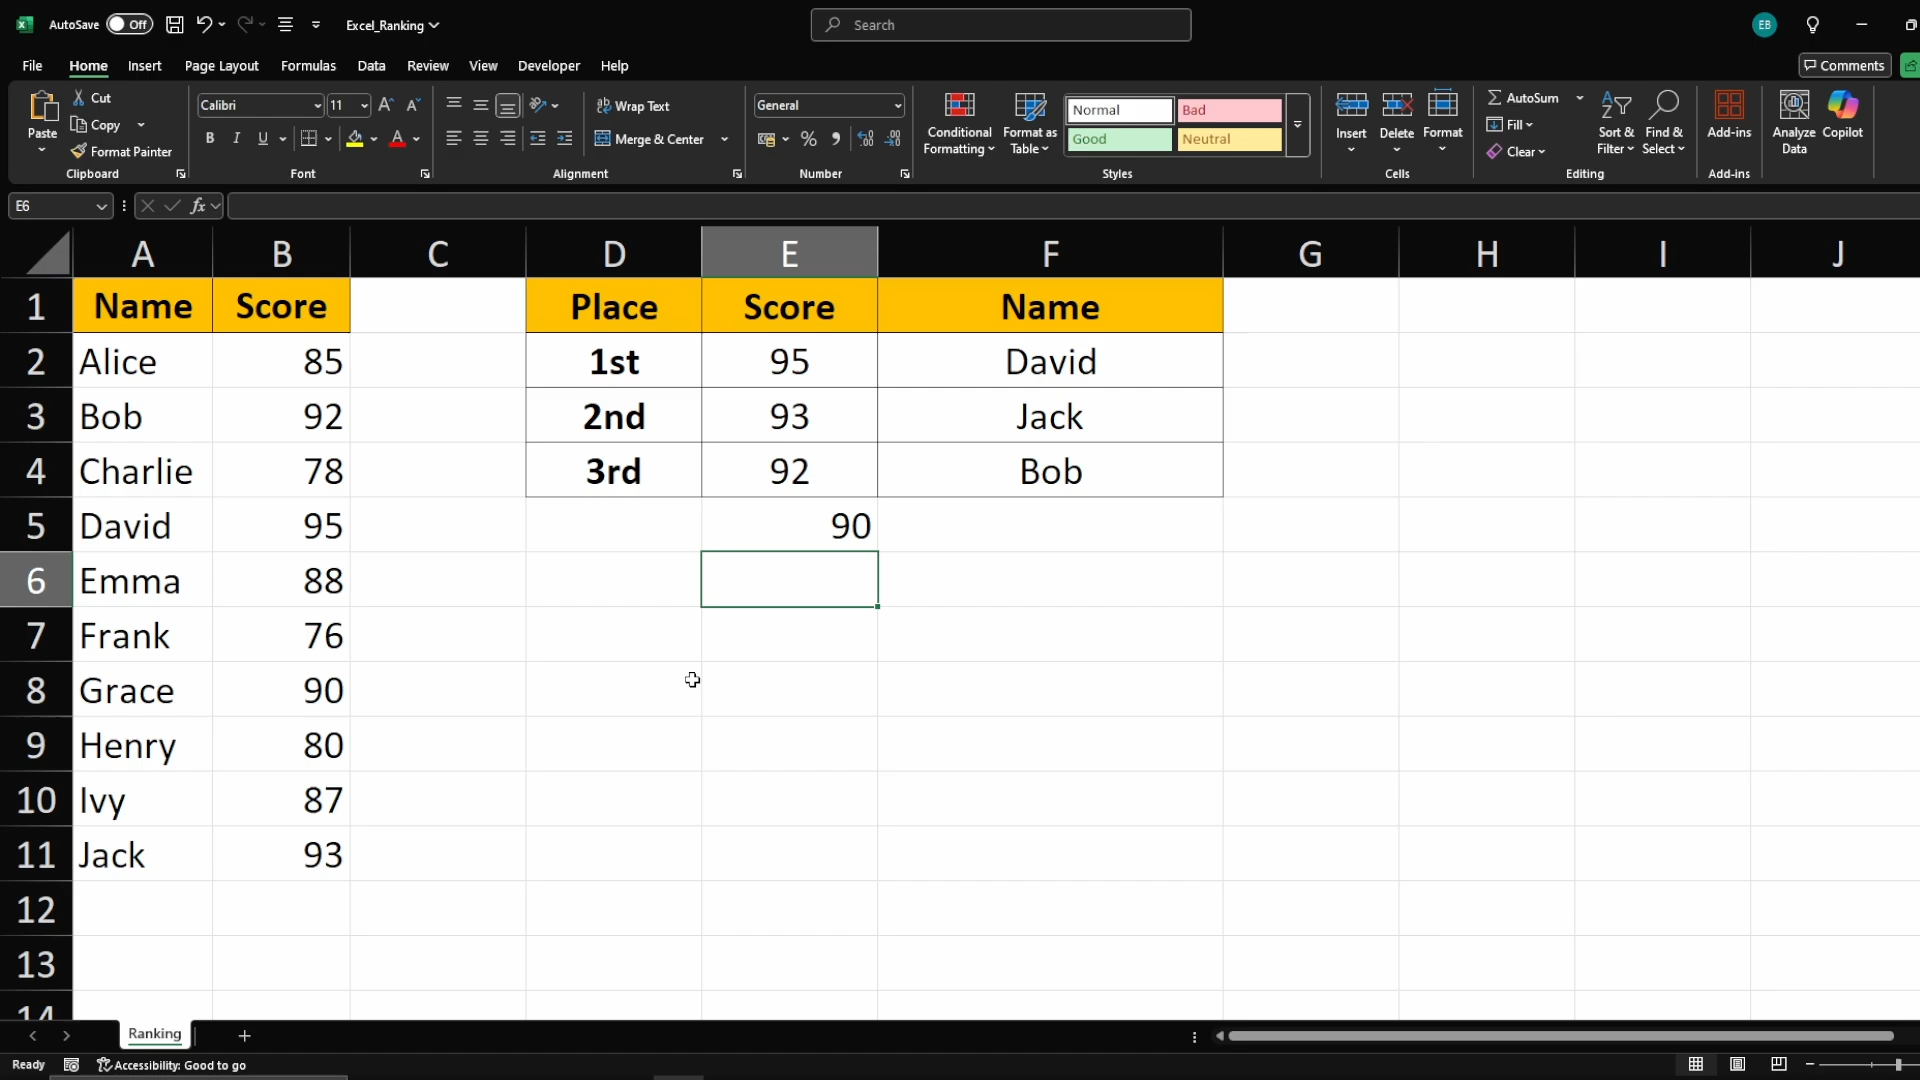 AutoSave Off Excel_Ranking Search EB
File Home Insert Page Layout Formulas Data Review View Developer Help Comments
Paste Cut Copy Format Painter Clipboard
Calibri 11 B I U A Font
Wrap Text Merge & Center Alignment
General % Number
Conditional Formatting Format as Table Normal Bad Good Neutral Styles
Insert Delete Format Cells
AutoSum Fill Clear Sort & Filter Find & Select Editing
Add-ins Add-ins
Analyze Data Copilot
E6 fx
A B C D E F G H I J
1 Name Score Place Score Name
2 Alice 85 1st 95 David
3 Bob 92 2nd 93 Jack
4 Charlie 78 3rd 92 Bob
5 David 95 90
6 Emma 88
7 Frank 76
8 Grace 90
9 Henry 80
10 Ivy 87
11 Jack 93
12
13
14
Ranking
Ready Accessibility: Good to go